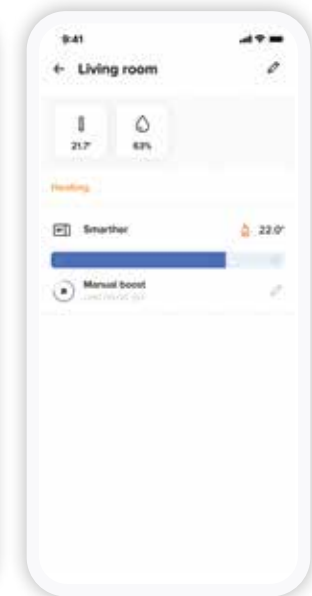 9:41
← Living room
21.7° 63%
Heating
Smarther 22.0°
Manual boost